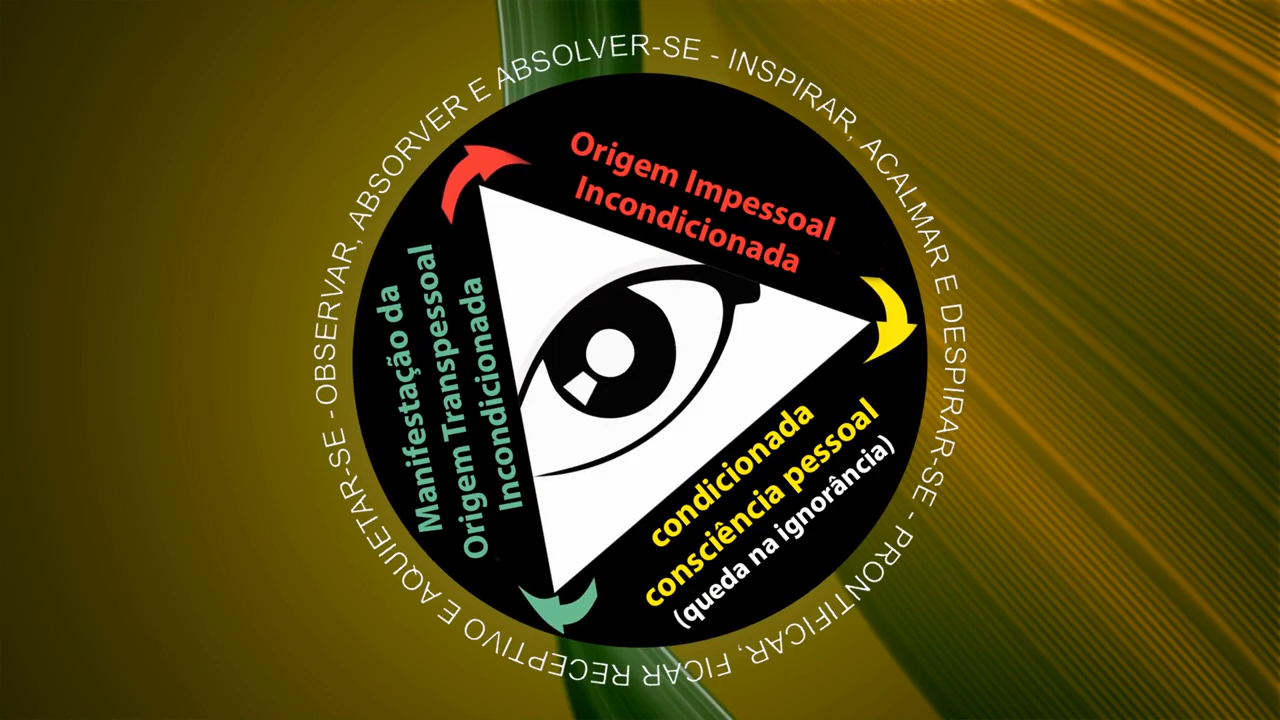 OBSERVAR, ABSORVER E ABSOLVER-SE - INSPIRAR, ACALMAR E DESPIRAR-SE - PRONTIFICAR, FICAR RECEPTIVO E AQUIETAR-SE -
Origem Impessoal
Incondicionada
condicionada
consciência pessoal
(queda na ignorância)
Manifestação da
Origem Transpessoal
Incondicionada